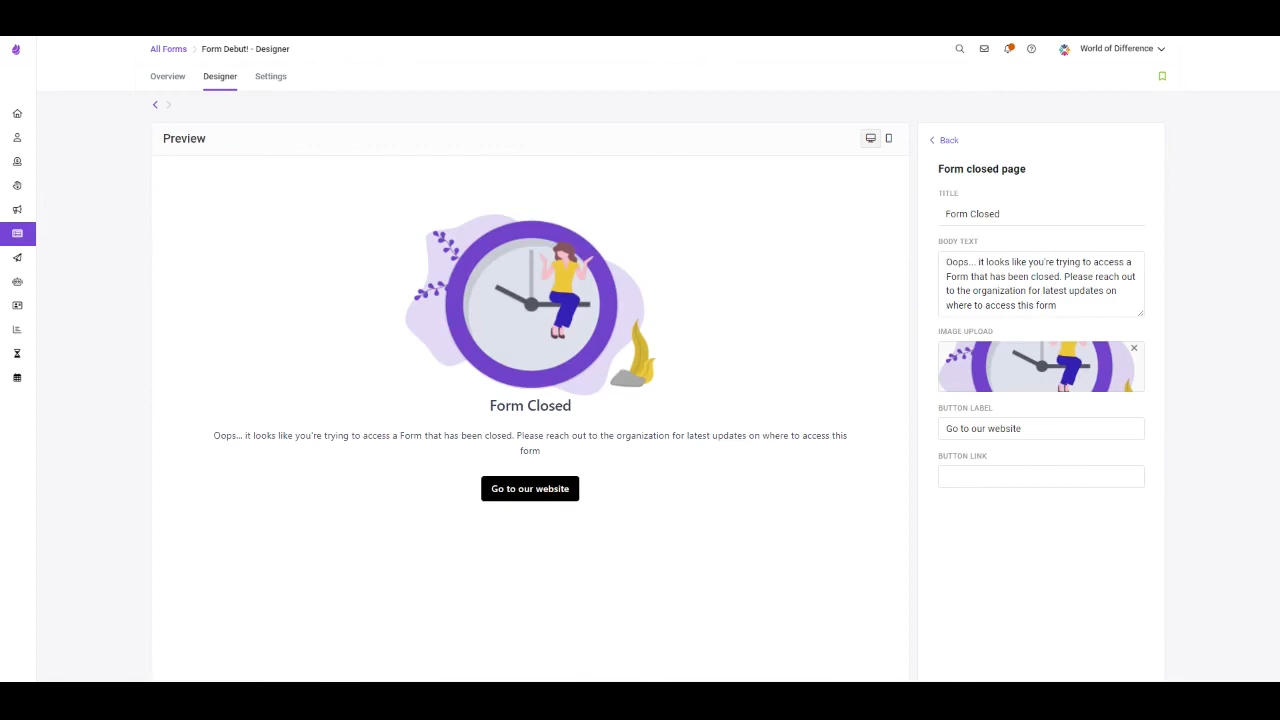 All Forms
Form Debut! - Designer
World of Difference
Overview
Designer
Settings
Preview
Form Closed
Oops... it looks like you're trying to access a Form that has been closed. Please reach out to the organization for latest updates on where to access this
form
Go to our website
Back
Form closed page
TITLE
Form Closed
BODY TEXT
Oops... it looks like you're trying to access a
Form that has been closed. Please reach out
to the organization for latest updates on
where to access this form
IMAGE UPLOAD
BUTTON LABEL
Go to our website
BUTTON LINK